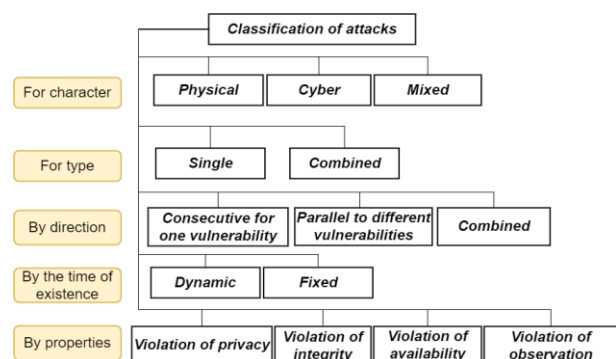 Classification of attacks
For character
Physical
Cyber
Mixed
For type
Single
Combined
By direction
Consecutive for
one vulnerability
Parallel to different
vulnerabilities
Combined
By the time of
existence
Dynamic
Fixed
By properties
Violation of privacy
Violation of
integrity
Violation of
availability
Violation of
observation